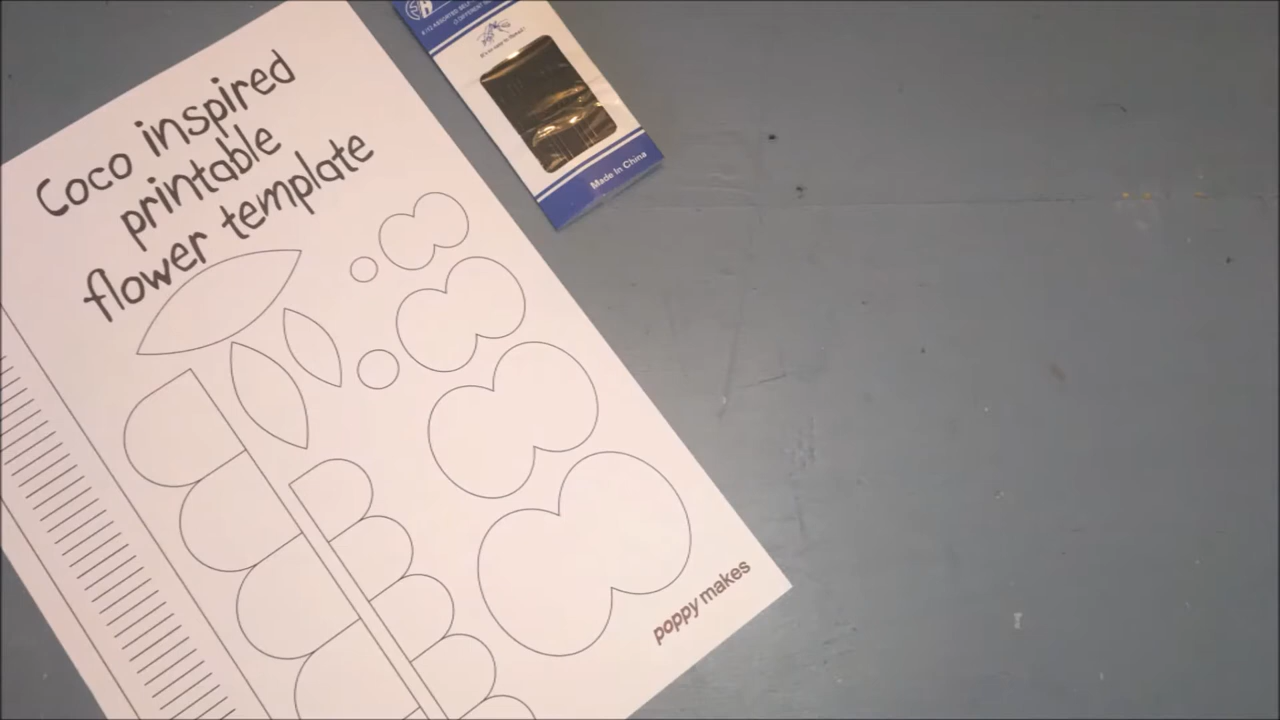 Coco inspired
printable
flower template
poppy makes
Made In China